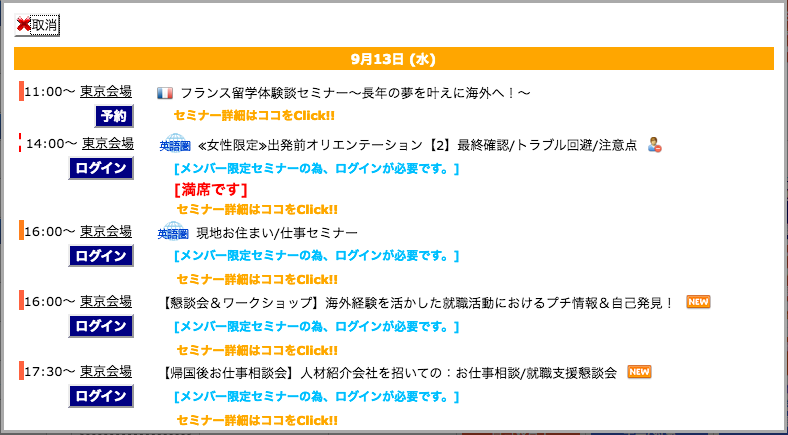 取消
9月13日 (水)
11:00〜 東京会場 フランス留学体験談セミナー〜長年の夢を叶えに海外へ！〜
予約 セミナー詳細はココをClick!!
14:00〜 東京会場 英語圏 ≪女性限定≫出発前オリエンテーション【2】最終確認/トラブル回避/注意点
ログイン [メンバー限定セミナーの為、ログインが必要です。]
[満席です]
セミナー詳細はココをClick!!
16:00〜 東京会場 英語圏 現地お住まい/仕事セミナー
ログイン [メンバー限定セミナーの為、ログインが必要です。]
セミナー詳細はココをClick!!
16:00〜 東京会場 【懇談会＆ワークショップ】海外経験を活かした就職活動におけるプチ情報＆自己発見！ NEW
ログイン [メンバー限定セミナーの為、ログインが必要です。]
セミナー詳細はココをClick!!
17:30〜 東京会場 【帰国後お仕事相談会】人材紹介会社を招いての：お仕事相談/就職支援懇談会 NEW
ログイン [メンバー限定セミナーの為、ログインが必要です。]
セミナー詳細はココをClick!!